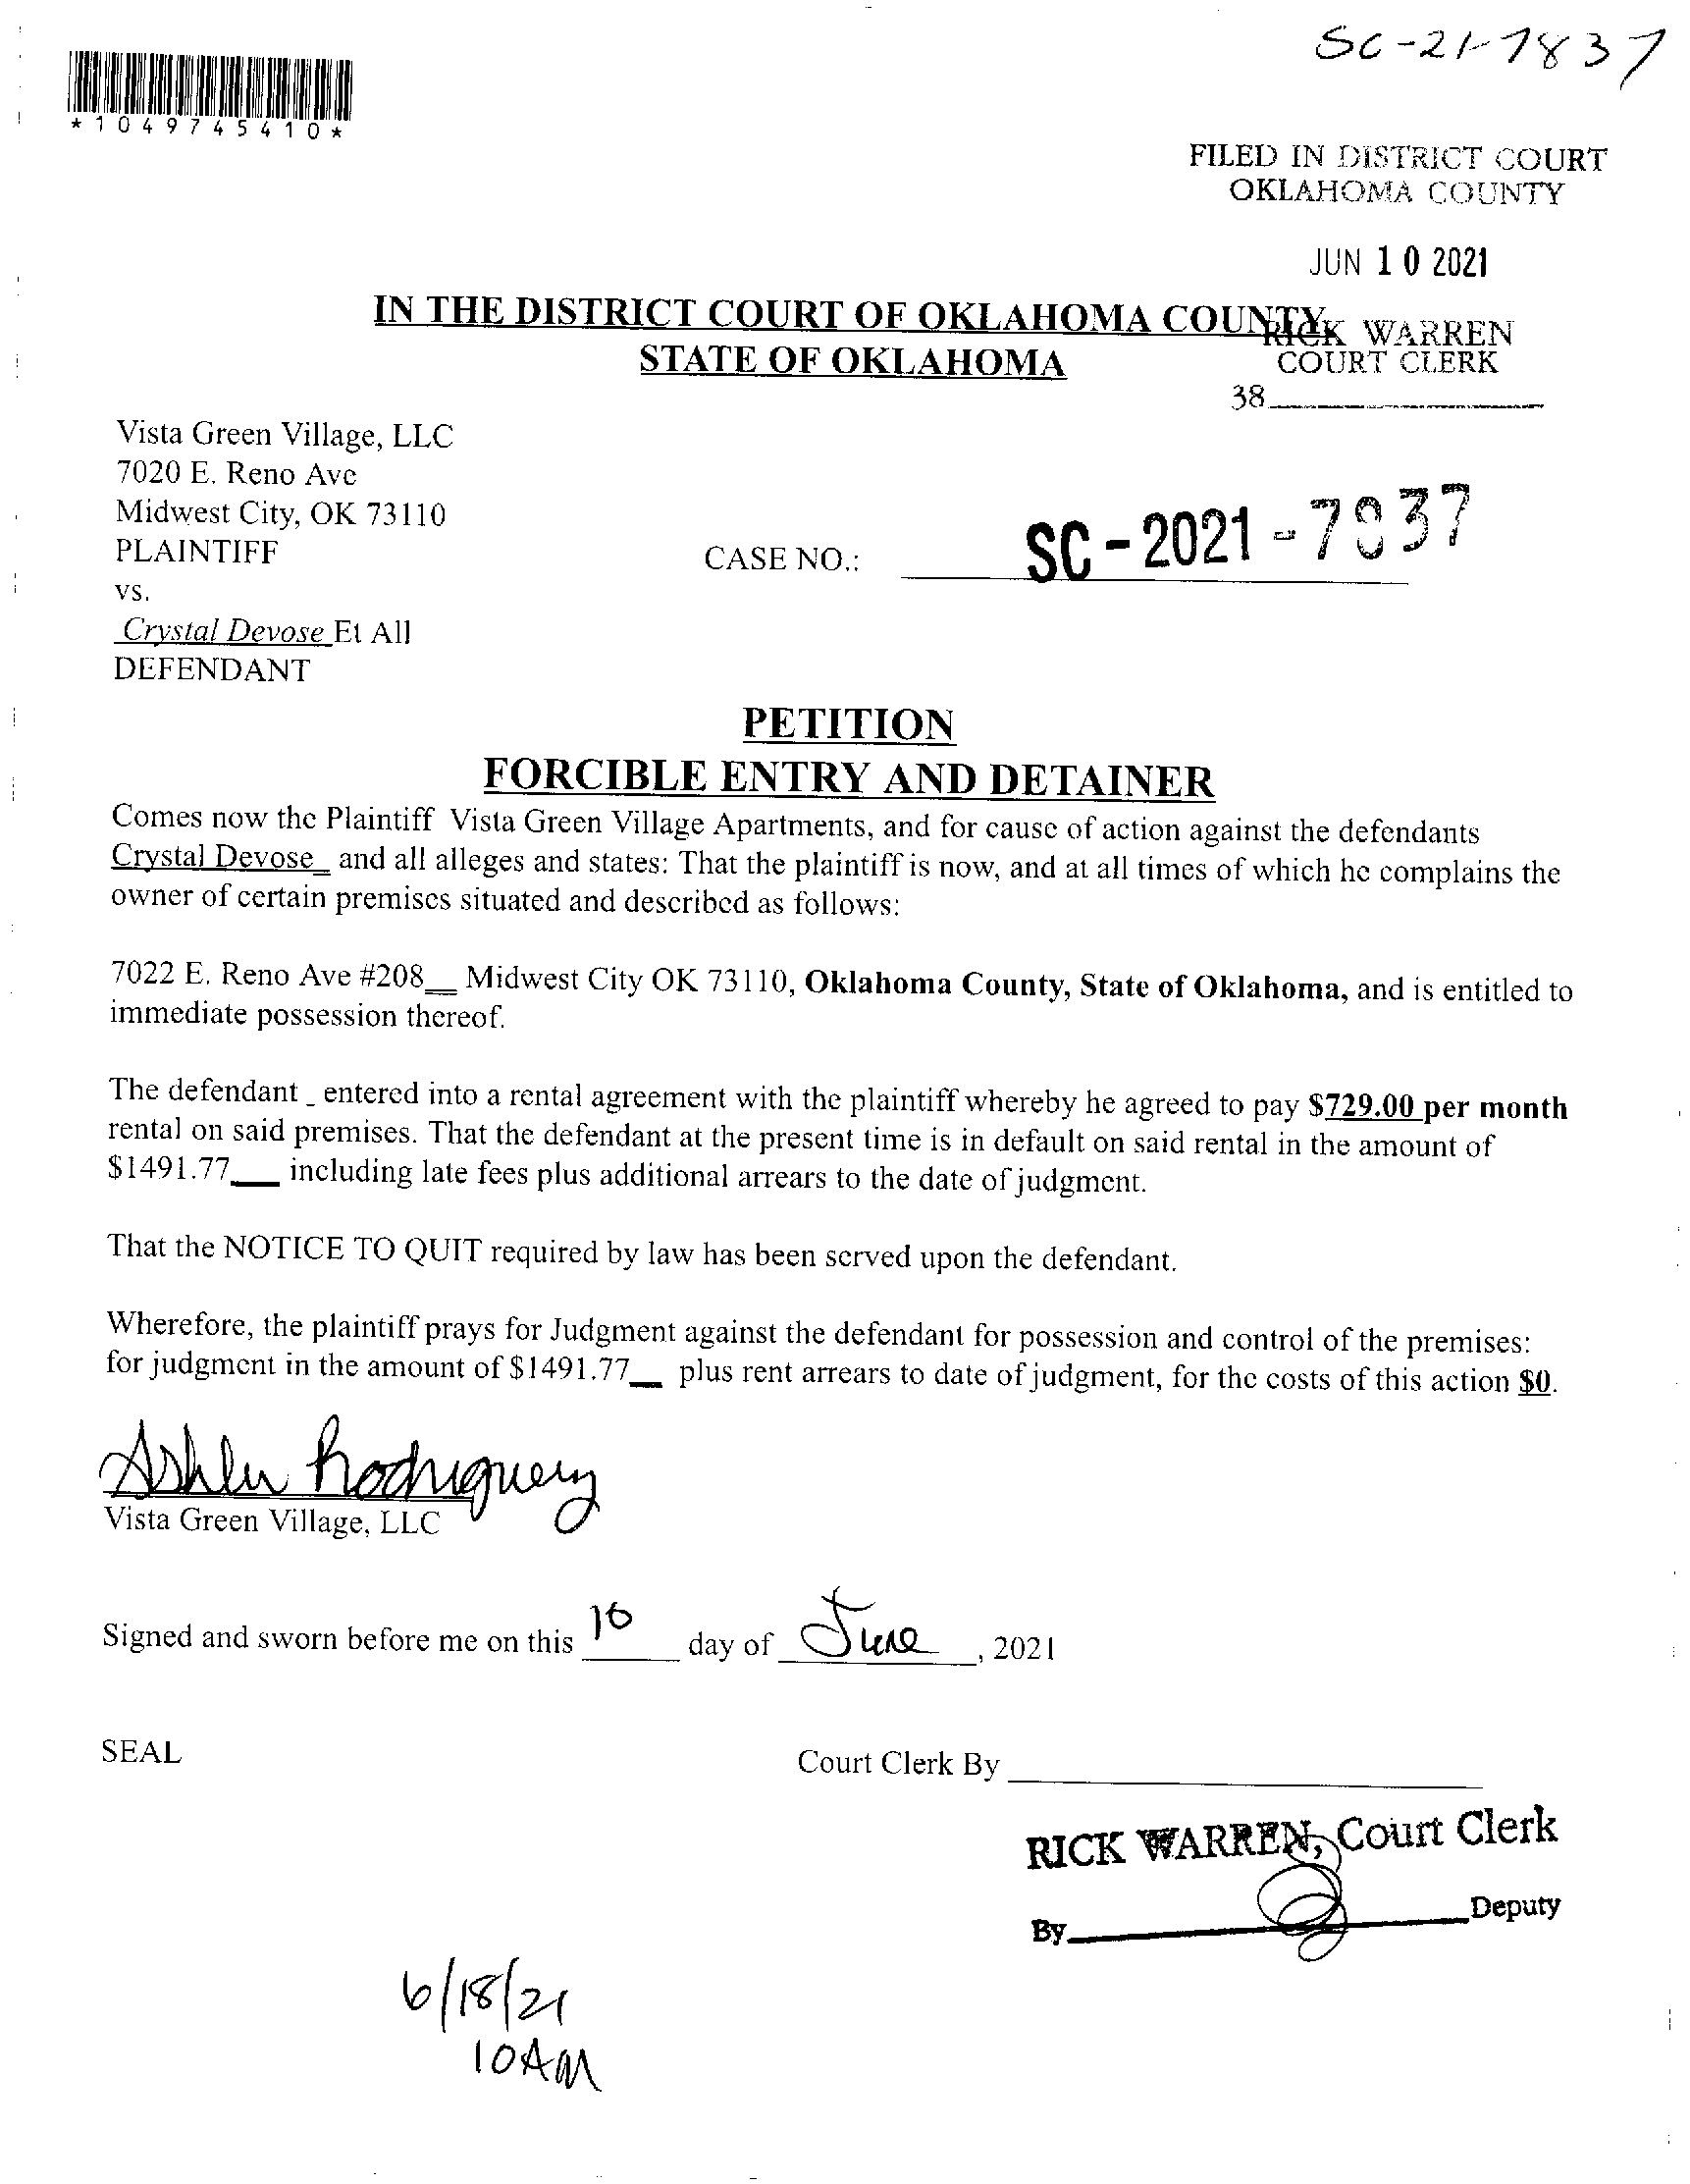 SC-21-7837
*1049745410*
FILED IN DISTRICT COURT
OKLAHOMA COUNTY
JUN 10 2021
IN THE DISTRICT COURT OF OKLAHOMA COUNTY
RICK WARREN
STATE OF OKLAHOMA
COURT CLERK
38
Vista Green Village, LLC
7020 E. Reno Ave
Midwest City, OK 73110
PLAINTIFF
CASE NO.: SC-2021-7837
vs.
Crystal Devose Et All
DEFENDANT
PETITION
FORCIBLE ENTRY AND DETAINER
Comes now the Plaintiff Vista Green Village Apartments, and for cause of action against the defendants
Crystal Devose_ and all alleges and states: That the plaintiff is now, and at all times of which he complains the
owner of certain premises situated and described as follows:
7022 E. Reno Ave #208__ Midwest City OK 73110, Oklahoma County, State of Oklahoma, and is entitled to
immediate possession thereof.
The defendant _ entered into a rental agreement with the plaintiff whereby he agreed to pay $729.00 per month
rental on said premises. That the defendant at the present time is in default on said rental in the amount of
$1491.77___ including late fees plus additional arrears to the date of judgment.
That the NOTICE TO QUIT required by law has been served upon the defendant.
Wherefore, the plaintiff prays for Judgment against the defendant for possession and control of the premises:
for judgment in the amount of $1491.77__ plus rent arrears to date of judgment, for the costs of this action $0.
Ashley Rodriguez
Vista Green Village, LLC
Signed and sworn before me on this 10 day of June, 2021
SEAL
Court Clerk By
RICK WARREN, Court Clerk
By Deputy
6/18/21
10AM